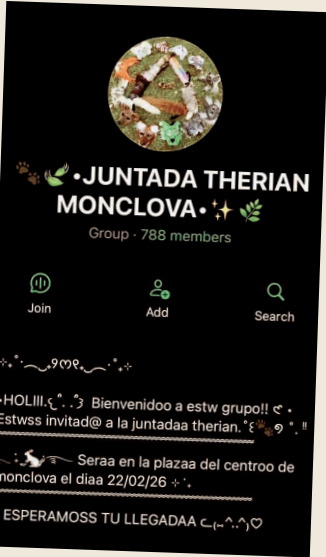 🐾🌿•JUNTADA THERIAN
MONCLOVA•✨🌿
Group · 788 members
Join
Add
Search
•HOLIII.ʢ˚. .˚ʡ Bienvenidoo a estw grupo!!
Estwss invitad@ a la juntadaa therian.
Seraa en la plazaa del centroo de
monclova el diaa 22/02/26
ESPERAMOSS TU LLEGADAA ᓚ₍⑅^..^₎♡